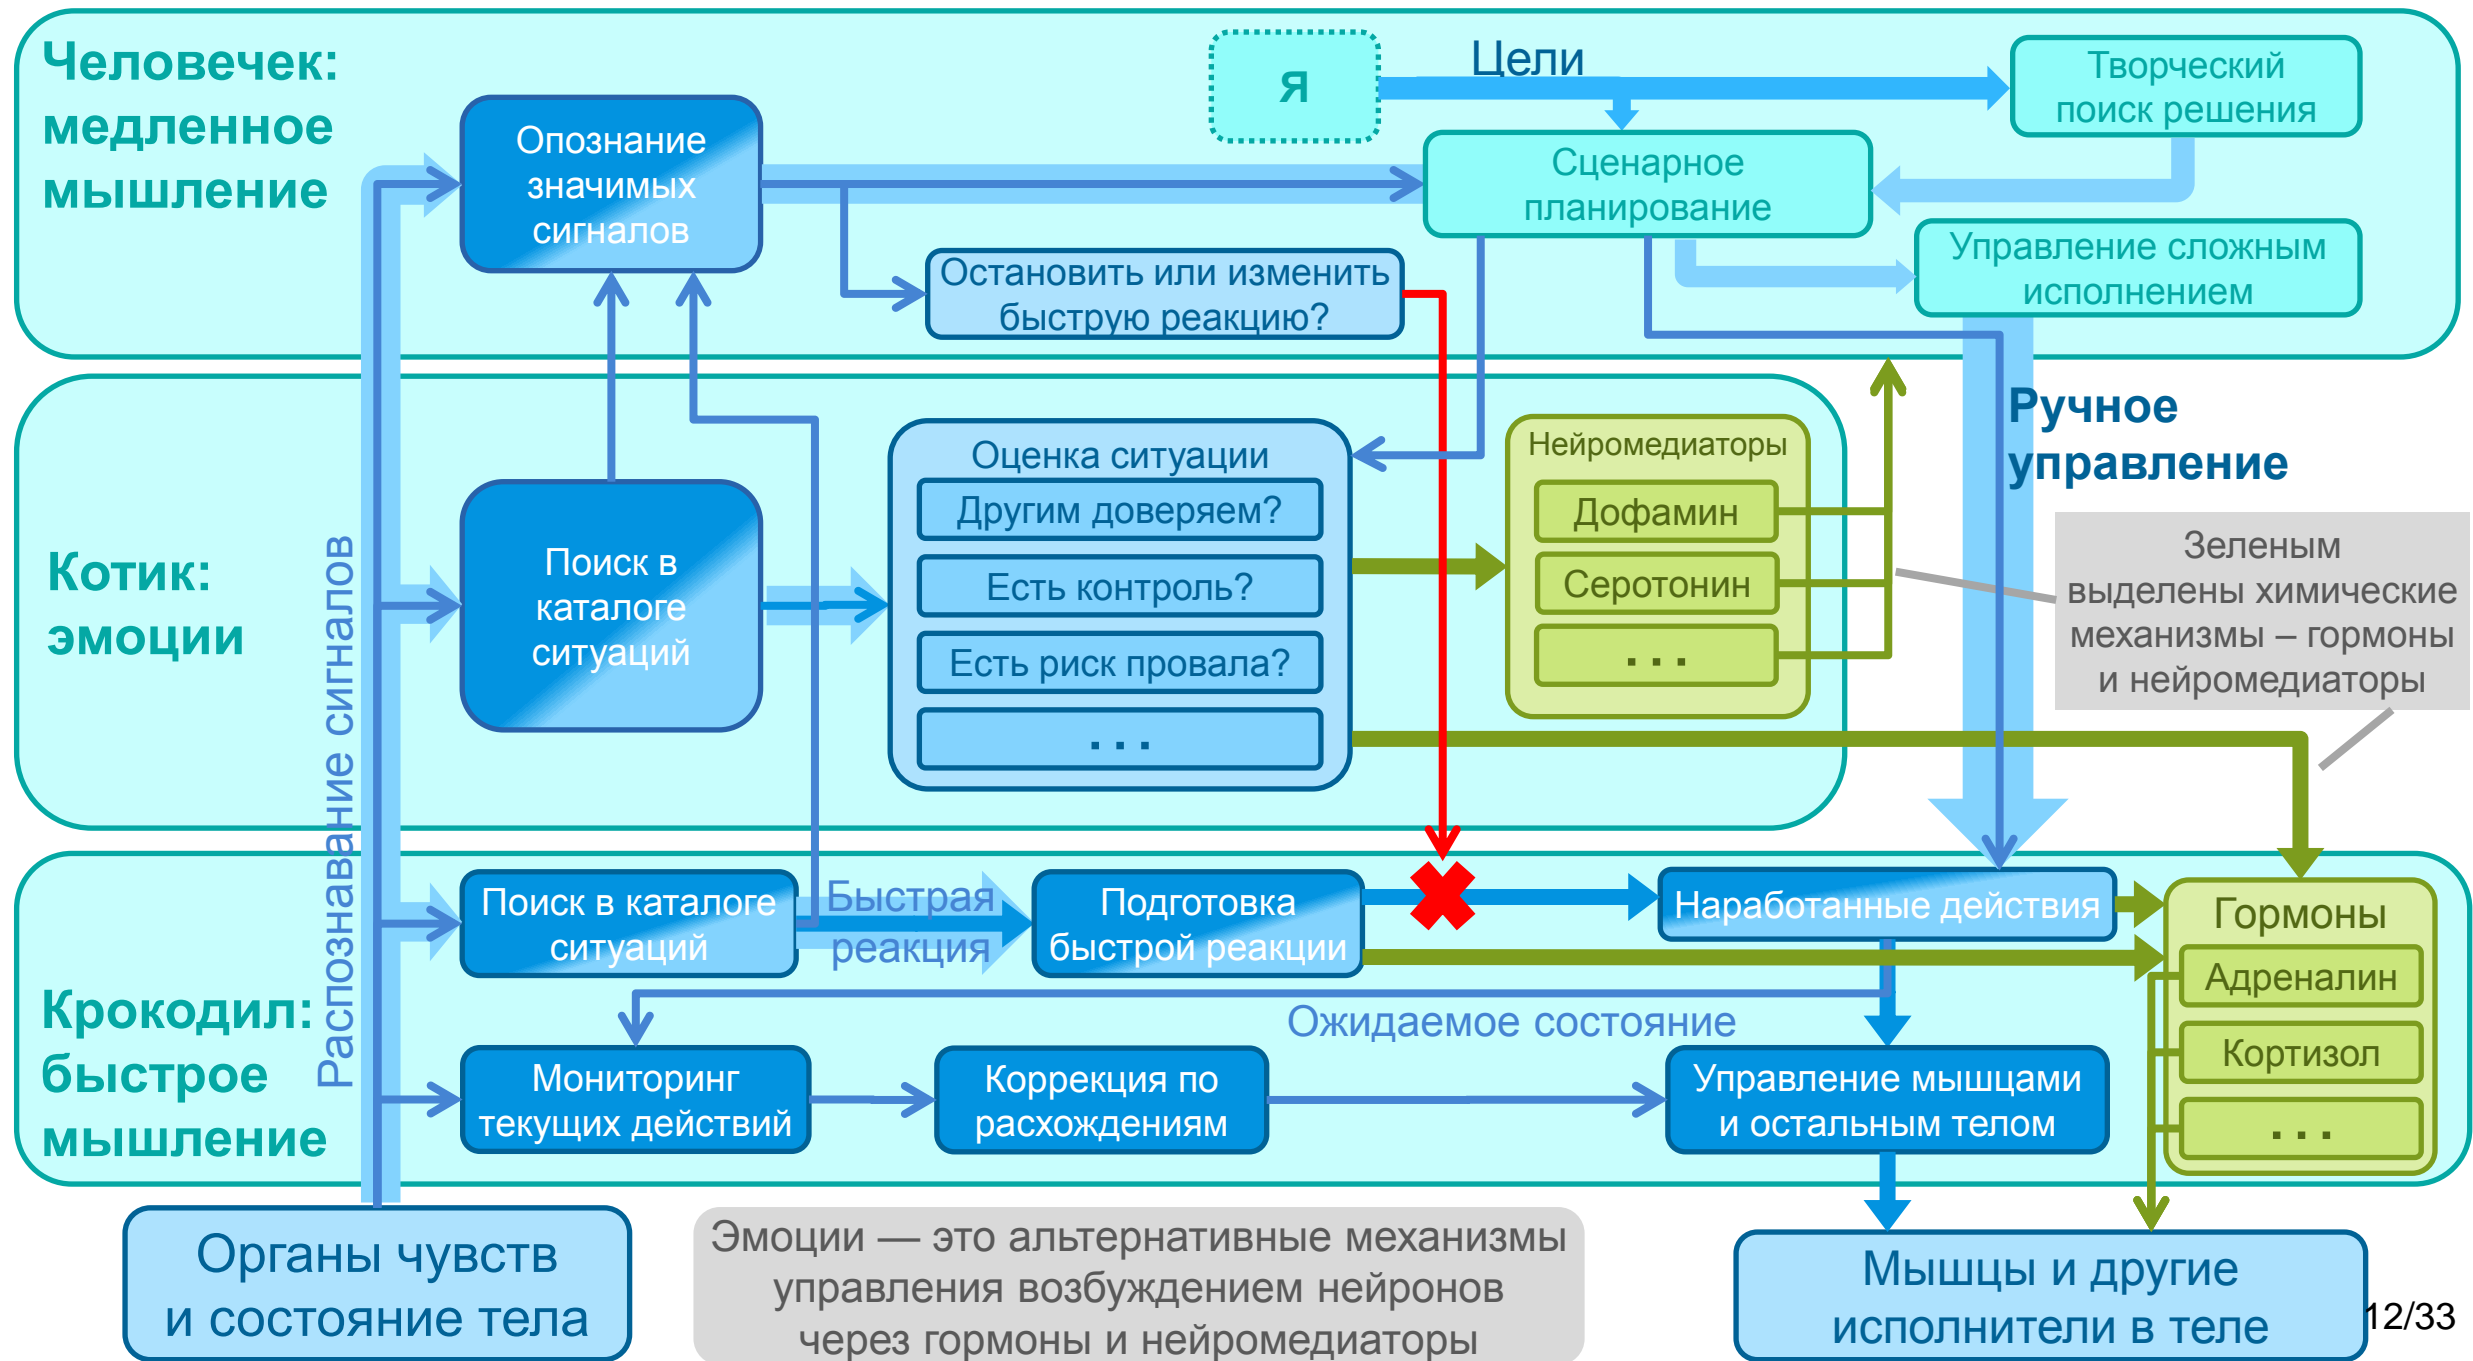 Человечек:
медленное
мышление
Я
Цели
Творческий
поиск решения
Опознание
значимых
сигналов
Сценарное
планирование
Остановить или изменить
быструю реакцию?
Управление сложным
исполнением
Ручное
управление
Котик:
эмоции
Распознавание сигналов
Поиск в
каталоге
ситуаций
Оценка ситуации
Другим доверяем?
Есть контроль?
Есть риск провала?
. . .
Нейромедиаторы
Дофамин
Серотонин
. . .
Зеленым
выделены химические
механизмы – гормоны
и нейромедиаторы
Крокодил:
быстрое
мышление
Поиск в каталоге
ситуаций
Быстрая
реакция
Подготовка
быстрой реакции
Наработанные действия
Гормоны
Адреналин
Кортизол
. . .
Ожидаемое состояние
Мониторинг
текущих действий
Коррекция по
расхождениям
Управление мышцами
и остальным телом
Органы чувств
и состояние тела
Эмоции — это альтернативные механизмы
управления возбуждением нейронов
через гормоны и нейромедиаторы
Мышцы и другие
исполнители в теле
12/33